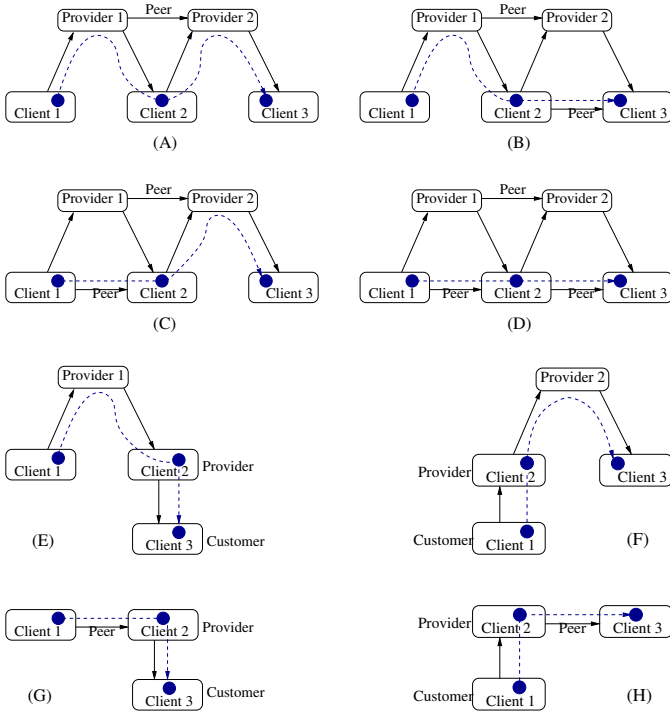 Provider 1 Peer Provider 2
Client 1 Client 2 Client 3
(A)
Provider 1 Peer Provider 2
Client 1 Client 2 Peer Client 3
(B)
Provider 1 Peer Provider 2
Client 1 Peer Client 2 Client 3
(C)
Provider 1 Peer Provider 2
Client 1 Peer Client 2 Peer Client 3
(D)
Provider 1
Client 1 Client 2 Provider
Client 3 Customer
(E)
Provider 2
Provider Client 2 Client 3
Customer Client 1
(F)
Client 1 Peer Client 2 Provider
Client 3 Customer
(G)
Provider Client 2 Peer Client 3
Customer Client 1
(H)